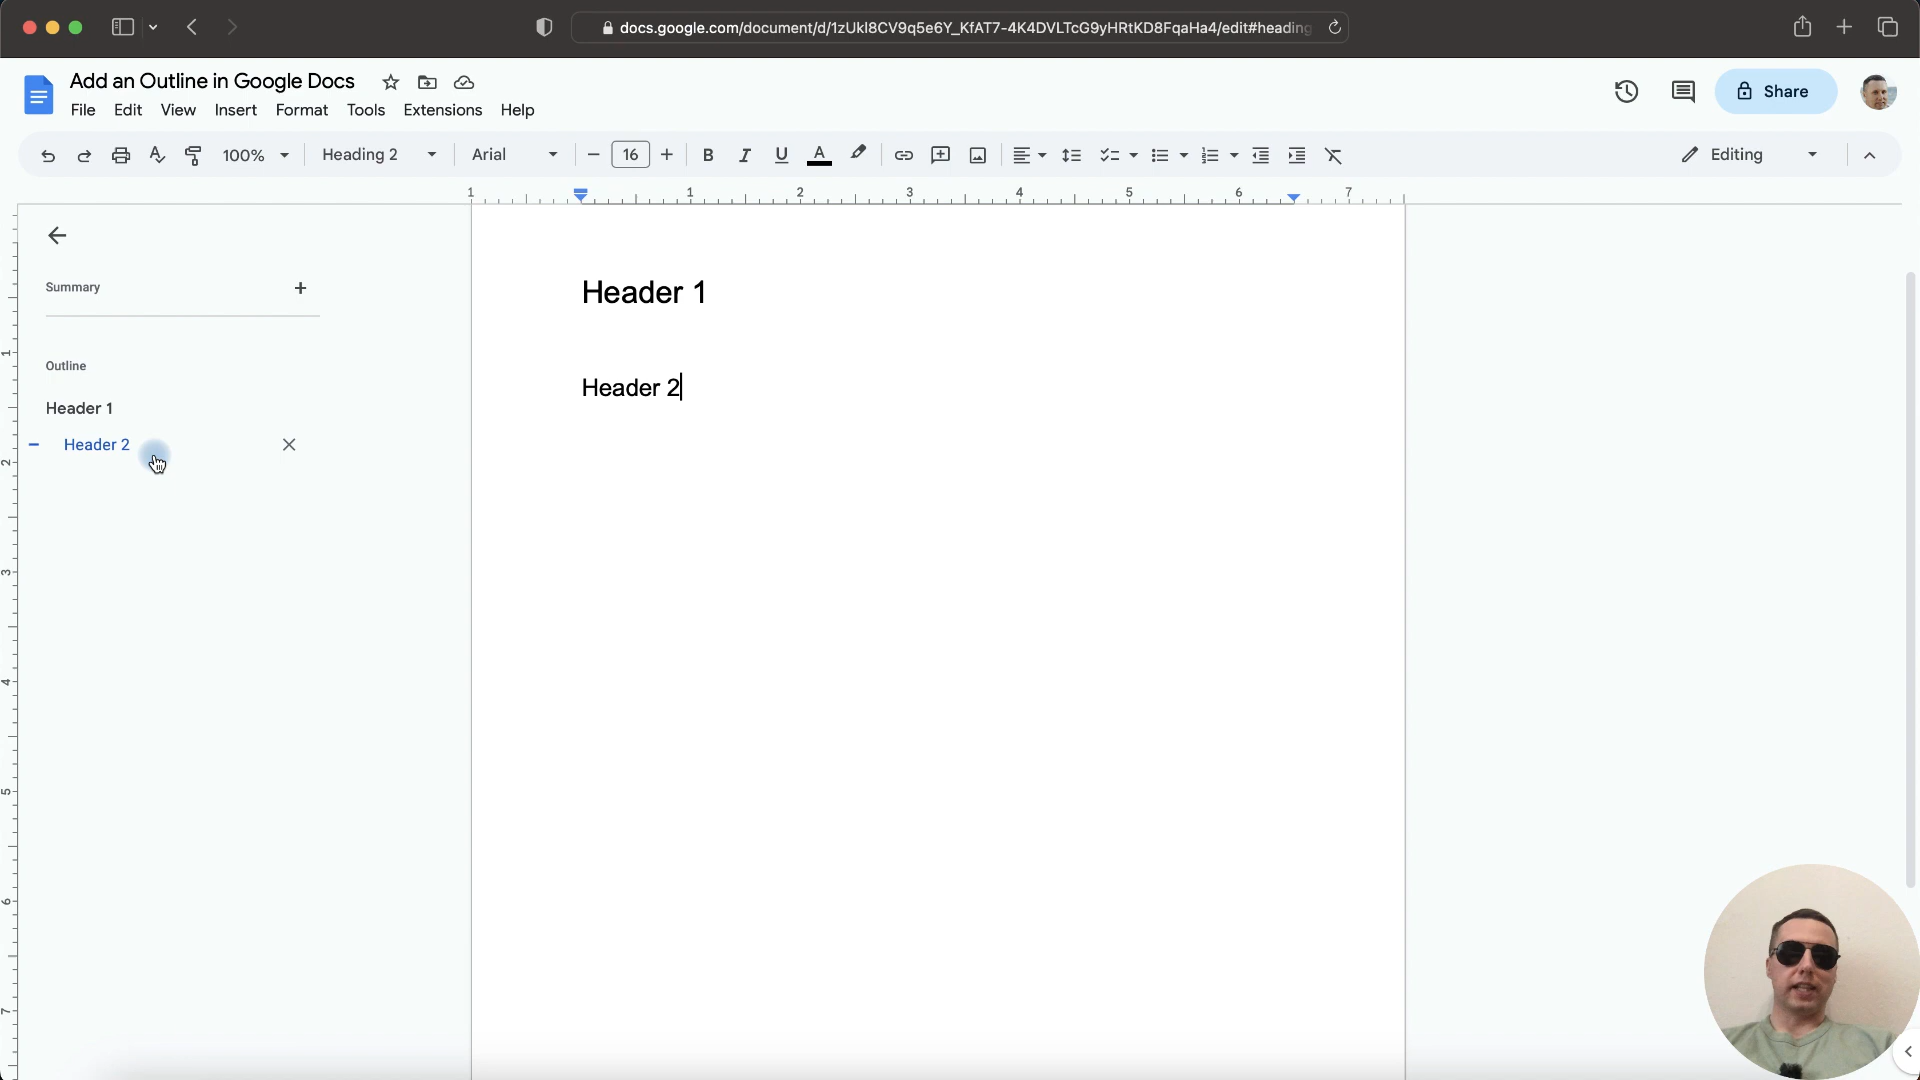 docs.google.com/document/d/1zUkI8CV9q5e6Y_KfAT7-4K4DVLTcG9yHRtKD8FqaHa4/edit#heading
Add an Outline in Google Docs
File Edit View Insert Format Tools Extensions Help
Share
100% Heading 2 Arial 16 B I U A Editing
1 1 2 3 4 5 6 7
Summary
Outline
Header 1
Header 2
Header 1
Header 2
1
2
3
4
5
6
7